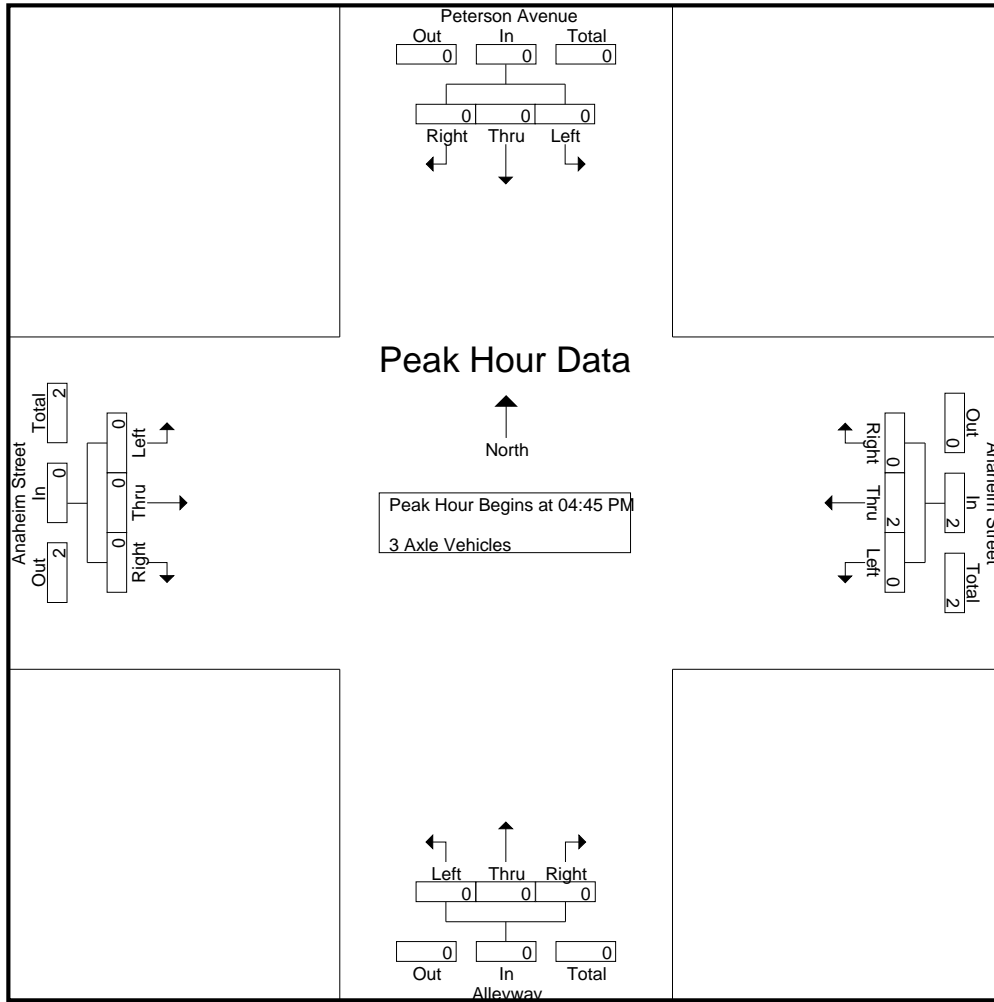 Peterson Avenue
Out In Total
0 0 0
0 0 0
Right Thru Left
Peak Hour Data
North
Peak Hour Begins at 04:45 PM
3 Axle Vehicles
Anaheim Street
Out In Total
2 0 2
0 0 0
Right Thru Left
Anaheim Street
Out In Total
0 2 2
0 2 0
Right Thru Left
Left Thru Right
0 0 0
0 0 0
Out In Total
Alleyway